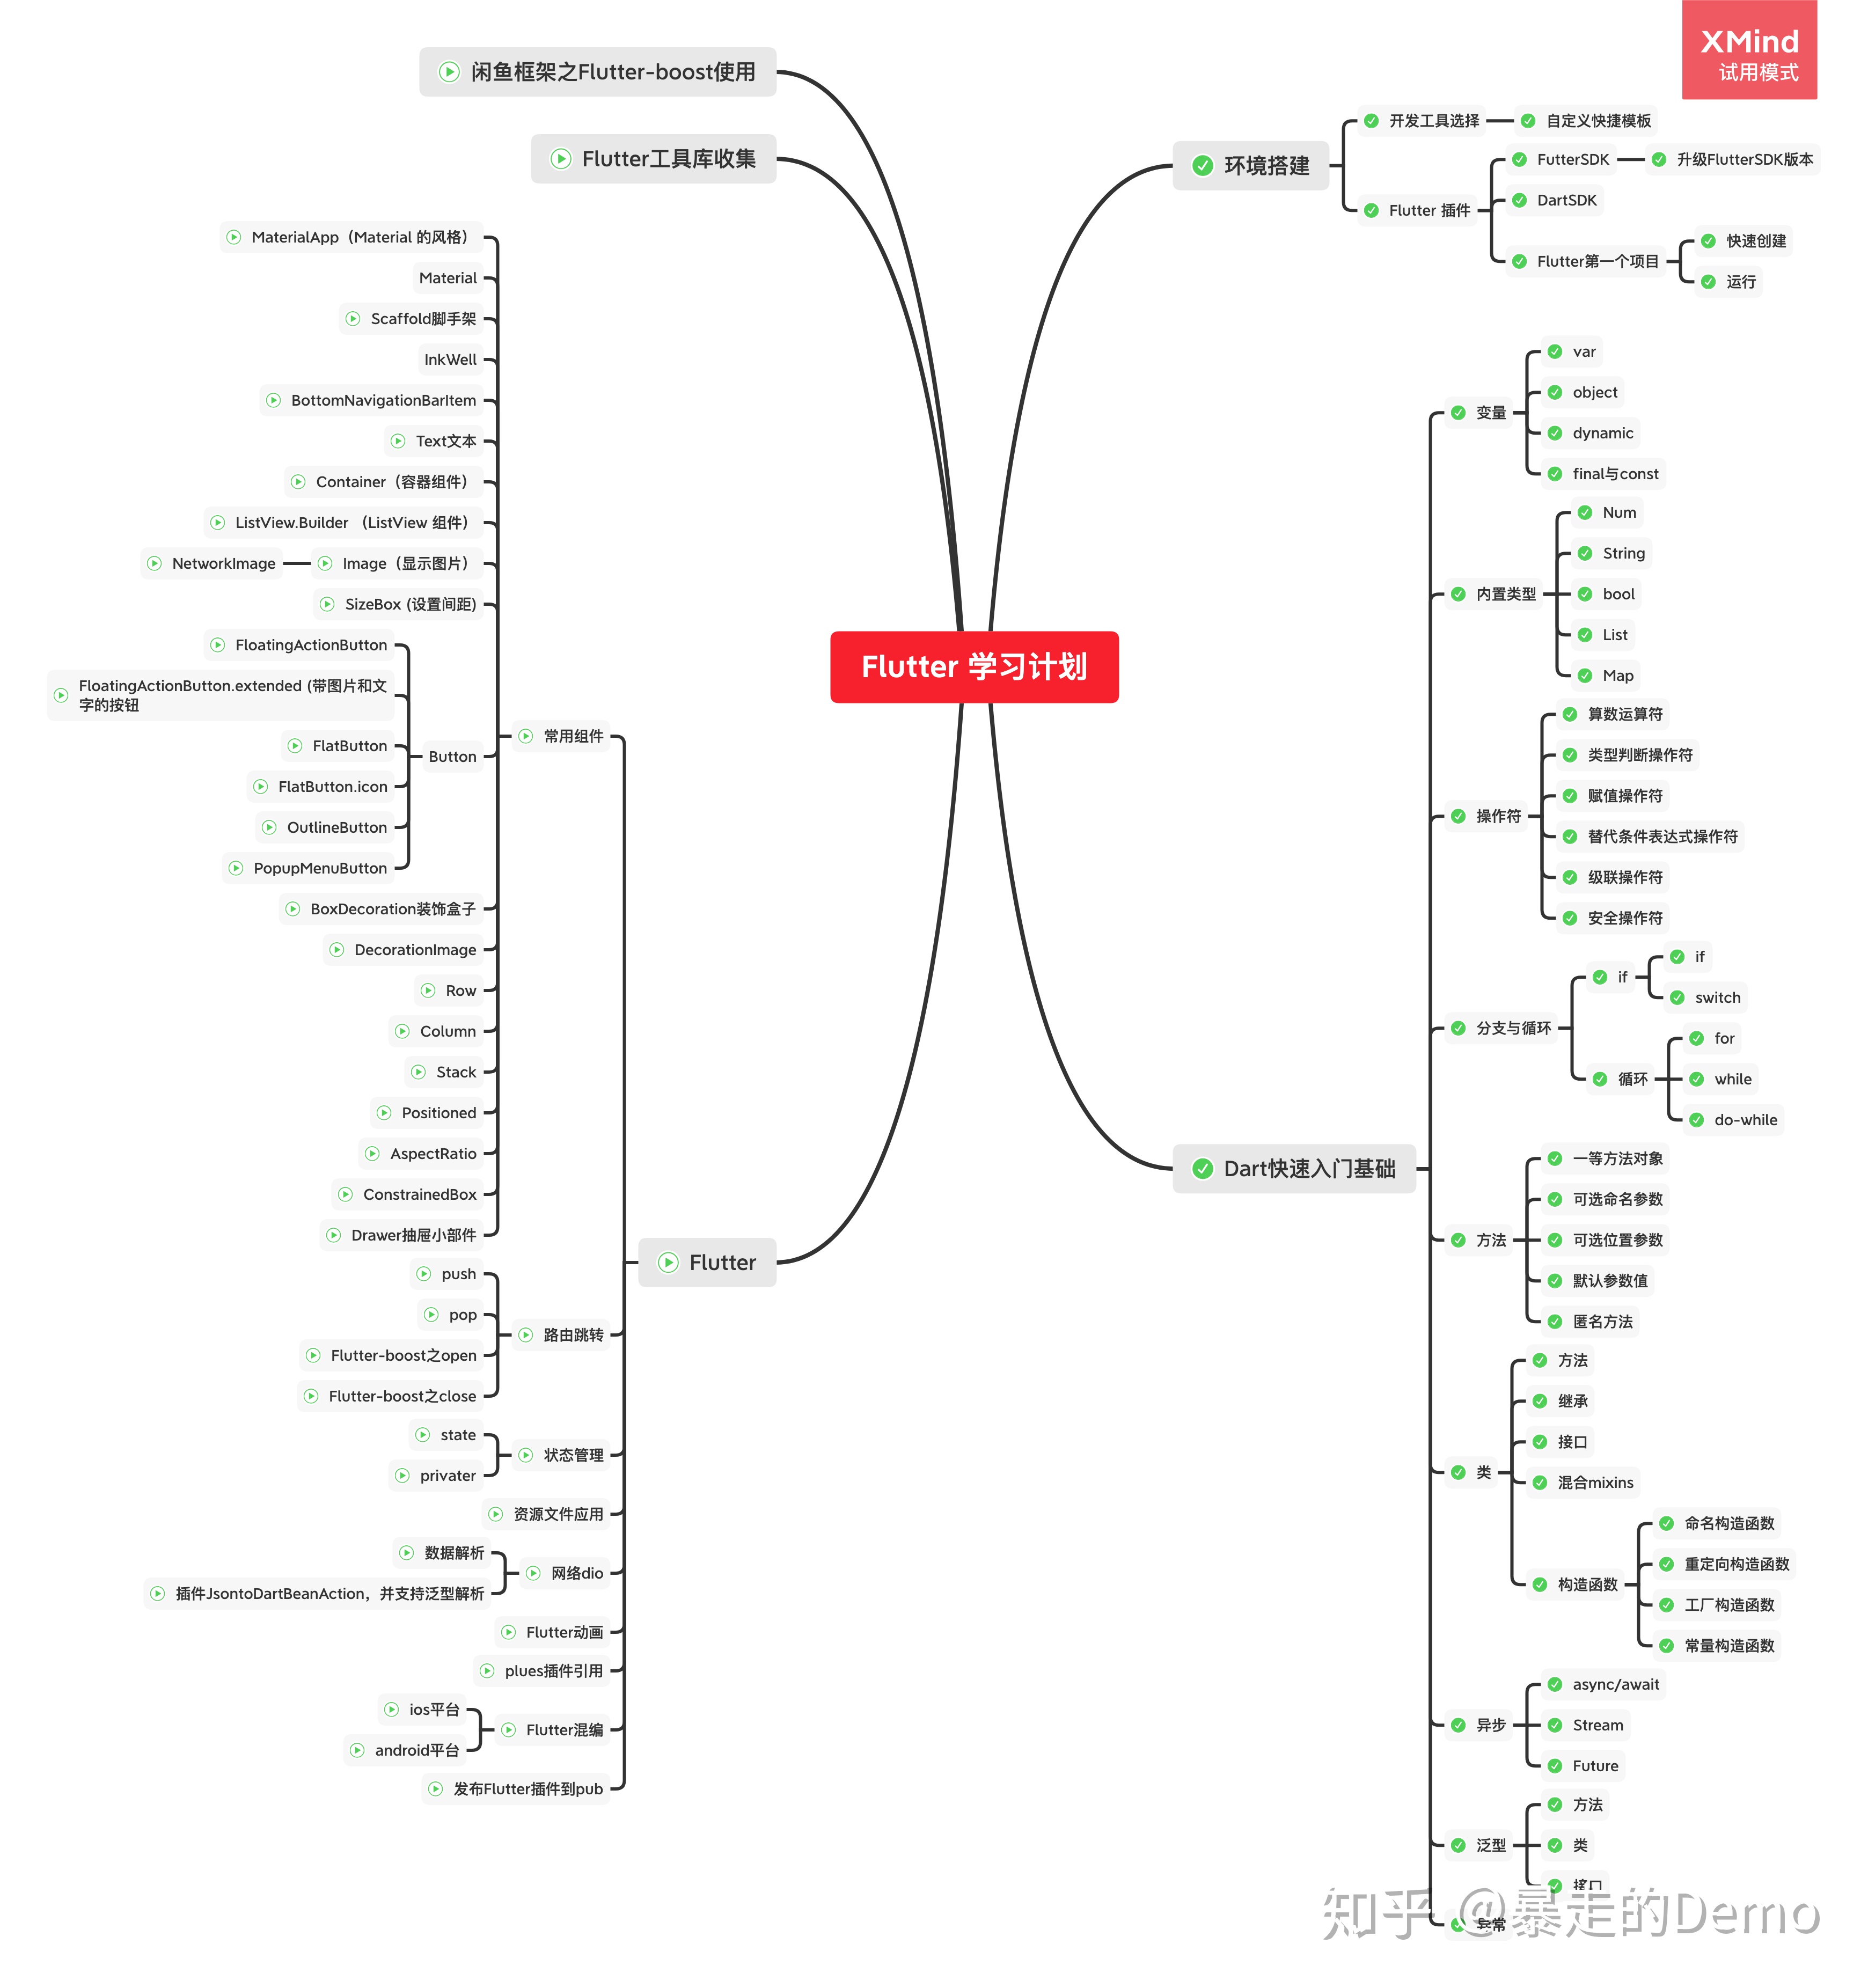 XMind
试用模式
闲鱼框架之Flutter-boost使用
Flutter工具库收集
Flutter 学习计划
环境搭建
开发工具选择
自定义快捷模板
Flutter 插件
FutterSDK
升级FlutterSDK版本
DartSDK
Flutter第一个项目
快速创建
运行
Dart快速入门基础
变量
var
object
dynamic
final与const
内置类型
Num
String
bool
List
Map
操作符
算数运算符
类型判断操作符
赋值操作符
替代条件表达式操作符
级联操作符
安全操作符
分支与循环
if
if
switch
循环
for
while
do-while
方法
一等方法对象
可选命名参数
可选位置参数
默认参数值
匿名方法
类
方法
继承
接口
混合mixins
构造函数
命名构造函数
重定向构造函数
工厂构造函数
常量构造函数
异步
async/await
Stream
Future
泛型
方法
类
接口
异常
Flutter
常用组件
MaterialApp（Material 的风格）
Material
Scaffold脚手架
InkWell
BottomNavigationBarItem
Text文本
Container（容器组件）
ListView.Builder （ListView 组件）
Image（显示图片）
NetworkImage
SizeBox (设置间距)
Button
FloatingActionButton
FloatingActionButton.extended (带图片和文
字的按钮
FlatButton
FlatButton.icon
OutlineButton
PopupMenuButton
BoxDecoration装饰盒子
DecorationImage
Row
Column
Stack
Positioned
AspectRatio
ConstrainedBox
Drawer抽屉小部件
路由跳转
push
pop
Flutter-boost之open
Flutter-boost之close
状态管理
state
privater
资源文件应用
网络dio
数据解析
插件JsontoDartBeanAction，并支持泛型解析
Flutter动画
plues插件引用
Flutter混编
ios平台
android平台
发布Flutter插件到pub
知乎 @暴走的Derno